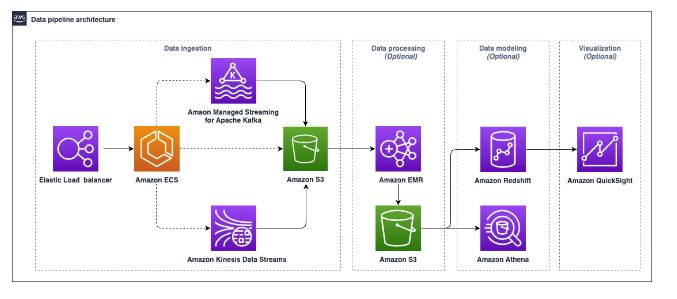 aws
Data pipeline architecture
Data ingestion
Data processing
(Optional)
Data modeling
(Optional)
Visualization
(Optional)
K
Amaon Managed Streaming
for Apache Kafka
Elastic Load balancer
Amazon ECS
Amazon S3
Amazon EMR
Amazon Redshift
Amazon QuickSight
Amazon Kinesis Data Streams
Amazon S3
Amazon Athena